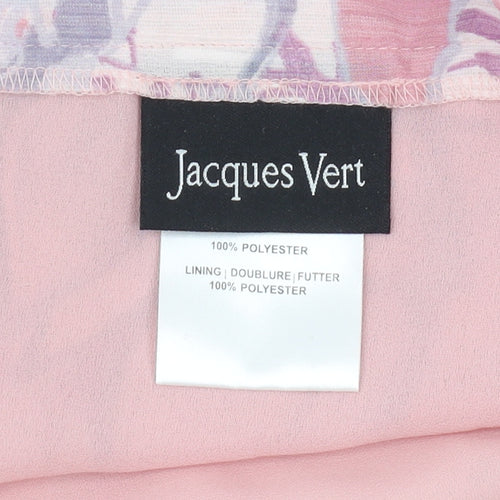 Jacques Vert
100% POLYESTER
LINING | DOUBLURE | FUTTER
100% POLYESTER